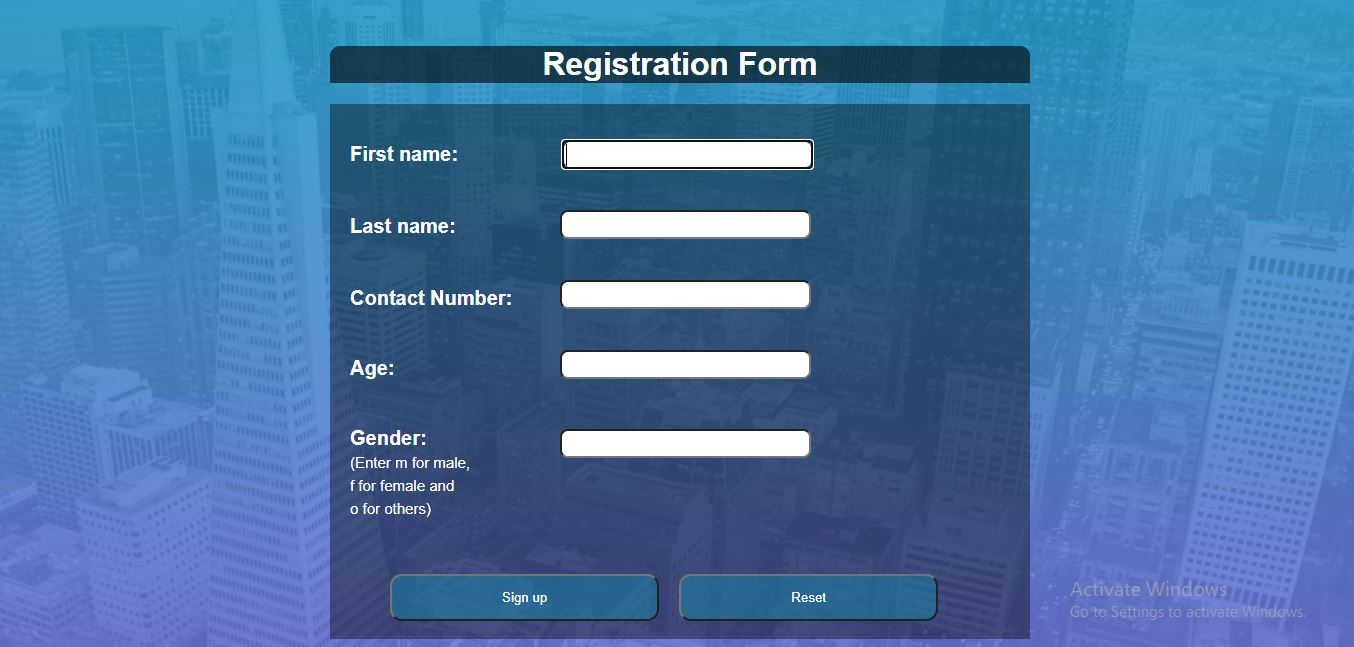 Registration Form
First name:
Last name:
Contact Number:
Age:
Gender:
(Enter m for male,
f for female and
o for others)
Sign up
Reset
Activate Windows
Go to Settings to activate Windows.